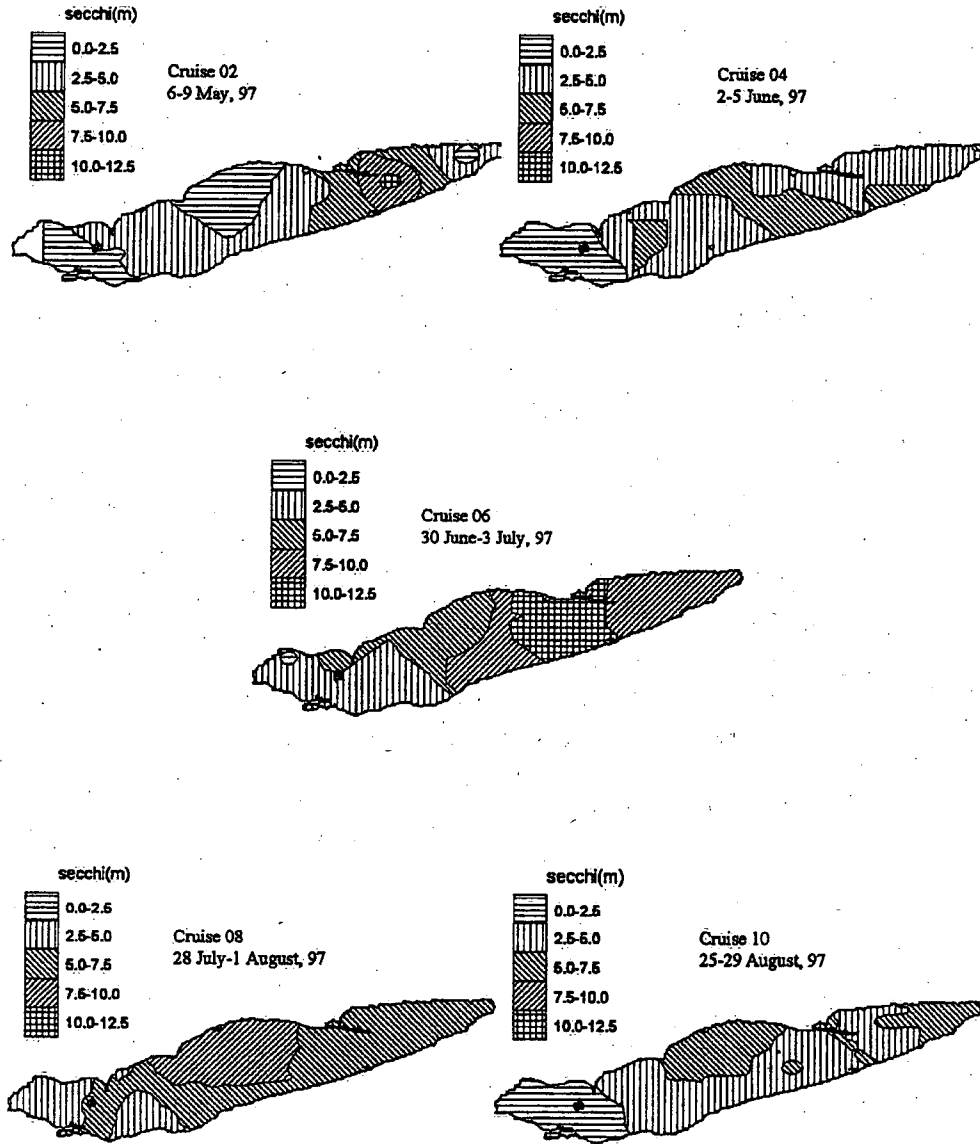 secchi(m)
0.0-2.5
2.5-5.0
5.0-7.5
7.5-10.0
10.0-12.5
Cruise 02
6-9 May, 97
secchi(m)
0.0-2.5
2.5-5.0
5.0-7.5
7.5-10.0
10.0-12.5
Cruise 04
2-5 June, 97
secchi(m)
0.0-2.5
2.5-5.0
5.0-7.5
7.5-10.0
10.0-12.5
Cruise 06
30 June-3 July, 97
secchi(m)
0.0-2.5
2.5-5.0
5.0-7.5
7.5-10.0
10.0-12.5
Cruise 08
28 July-1 August, 97
secchi(m)
0.0-2.5
2.5-5.0
5.0-7.5
7.5-10.0
10.0-12.5
Cruise 10
25-29 August, 97